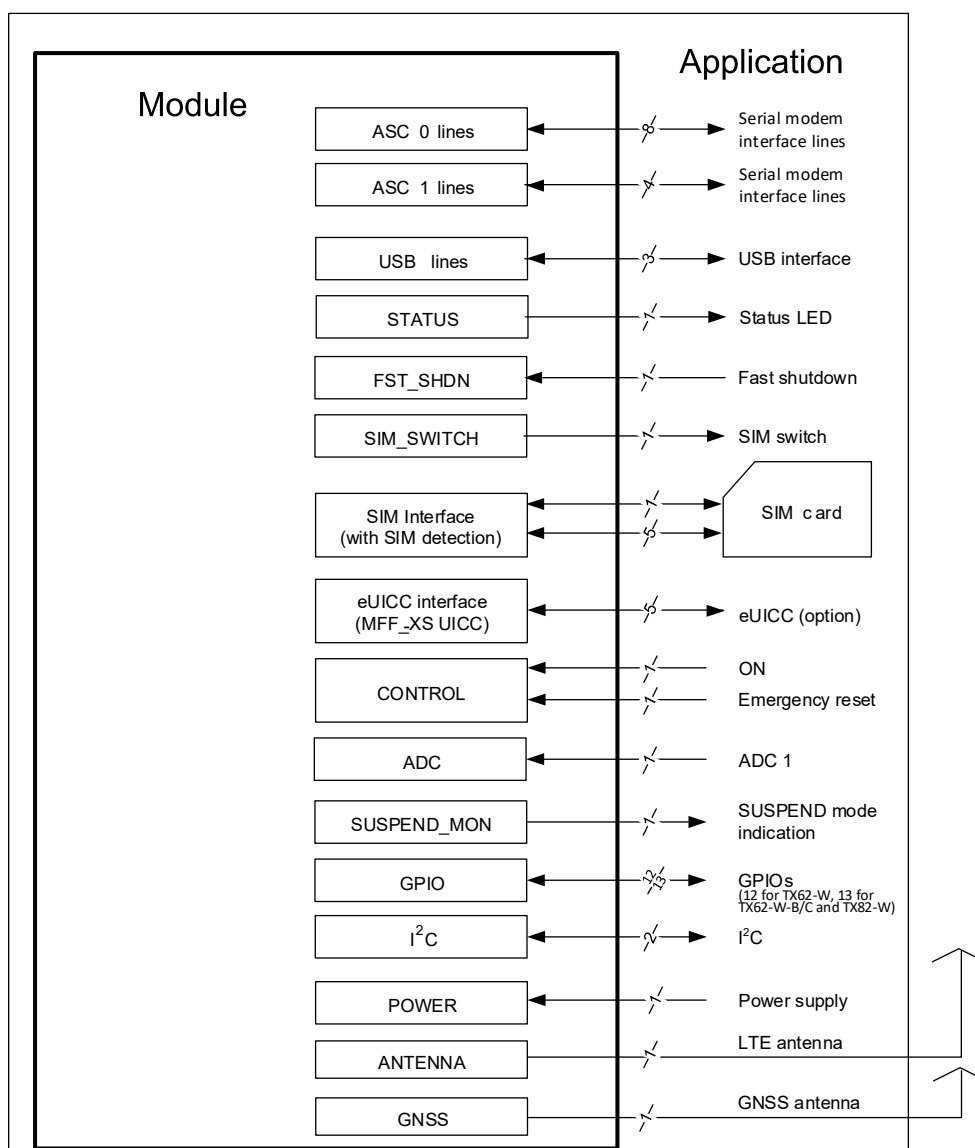 Application
Module
ASC 0 lines
8
Serial modem
interface lines
ASC 1 lines
4
Serial modem
interface lines
USB lines
3
USB interface
STATUS
1
Status LED
FST_SHDN
1
Fast shutdown
SIM_SWITCH
1
SIM switch
SIM Interface
(with SIM detection)
1
5
SIM card
eUICC interface
(MFF_XS UICC)
5
eUICC (option)
CONTROL
1
ON
1
Emergency reset
ADC
1
ADC 1
SUSPEND_MON
1
SUSPEND mode
indication
GPIO
12
13
GPIOs
(12 for TX62-W, 13 for
TX62-W-B/C and TX82-W)
I²C
2
I²C
POWER
1
Power supply
ANTENNA
1
LTE antenna
GNSS
1
GNSS antenna